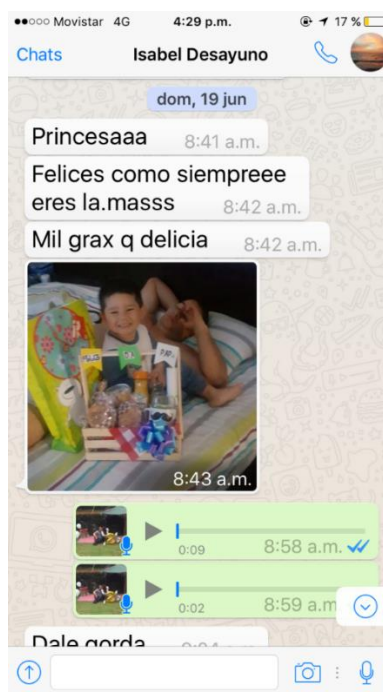 Movistar 4G 4:29 p.m. 17 %
Chats Isabel Desayuno
dom, 19 jun
Princesaaa 8:41 a.m.
Felices como siempreee
eres la.masss 8:42 a.m.
Mil grax q delicia 8:42 a.m.
8:43 a.m.
0:09 8:58 a.m.
0:02 8:59 a.m
Dale gorda